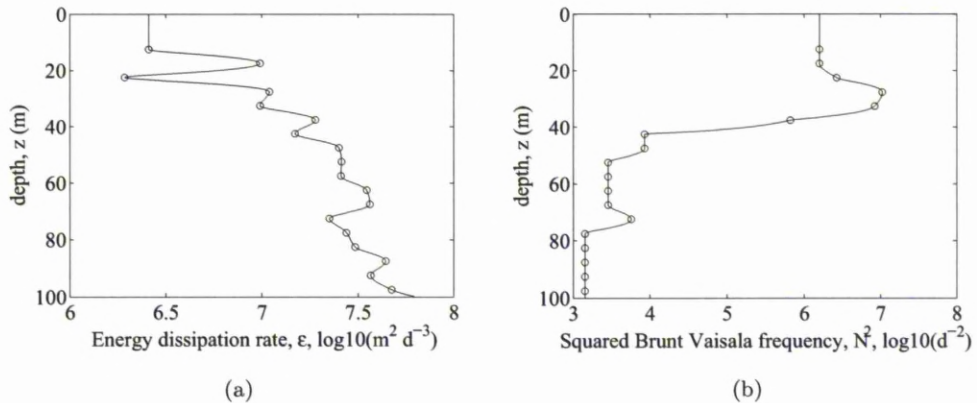 0
20
40
60
80
100
depth, z (m)
6 6.5 7 7.5 8
Energy dissipation rate, ε, log10(m² d⁻³)
(a)
0
20
40
60
80
100
depth, z (m)
3 4 5 6 7 8
Squared Brunt Vaisala frequency, N², log10(d⁻²)
(b)